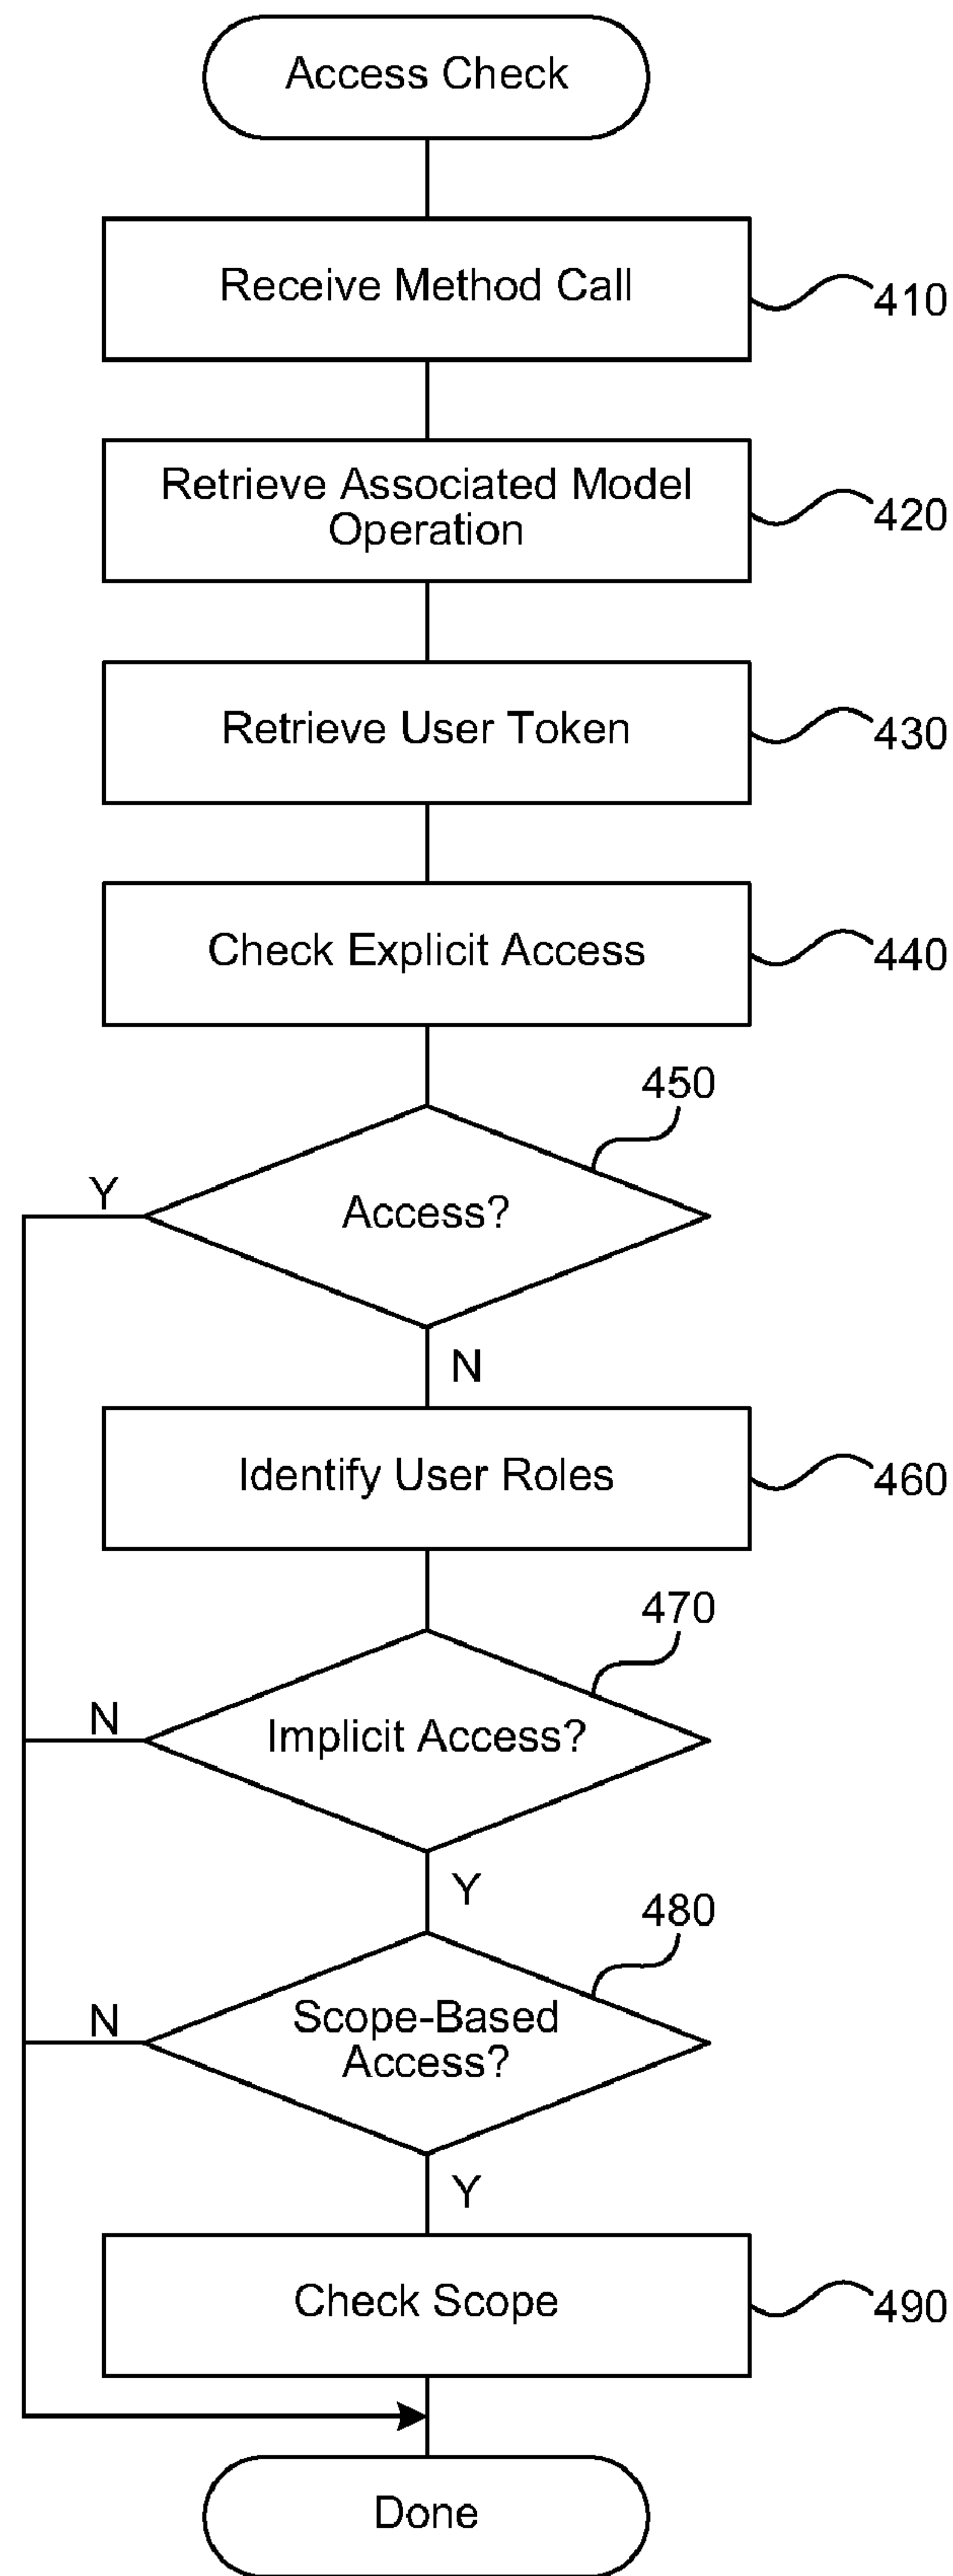 Access Check
Receive Method Call
410
Retrieve Associated Model
Operation
420
Retrieve User Token
430
Check Explicit Access
440
450
Y
Access?
N
Identify User Roles
460
470
N
Implicit Access?
Y
480
N
Scope-Based
Access?
Y
Check Scope
490
Done